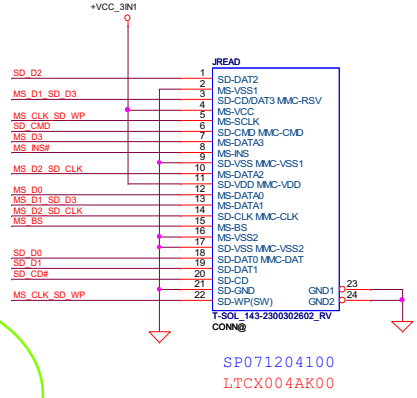 +VCC_3IN1
JREAD
SD_D2 1 SD-DAT2
2 MS-VSS1
MS_D1_SD_D3 3 SD-CD/DAT3 MMC-RSV
4 MS-VCC
MS_CLK_SD_WP 5 MS-SCLK
SD_CMD 6 SD-CMD MMC-CMD
MS_D3 7 MS-DATA3
MS_INS# 8 MS-INS
9 SD-VSS MMC-VSS1
MS_D2_SD_CLK 10 MS-DATA2
11 SD-VDD MMC-VDD
MS_D0 12 MS-DATA0
MS_D1_SD_D3 13 MS-DATA1
MS_D2_SD_CLK 14 SD-CLK MMC-CLK
MS_BS 15 MS-BS
16 MS-VSS2
17 SD-VSS MMC-VSS2
SD_D0 18 SD-DAT0 MMC-DAT
SD_D1 19 SD-DAT1
SD_CD# 20 SD-CD
21 SD-GND GND1 23
MS_CLK_SD_WP 22 SD-WP(SW) GND2 24
T-SOL_143-2300302602_RV
CONN@
SP071204100
LTCX004AK00